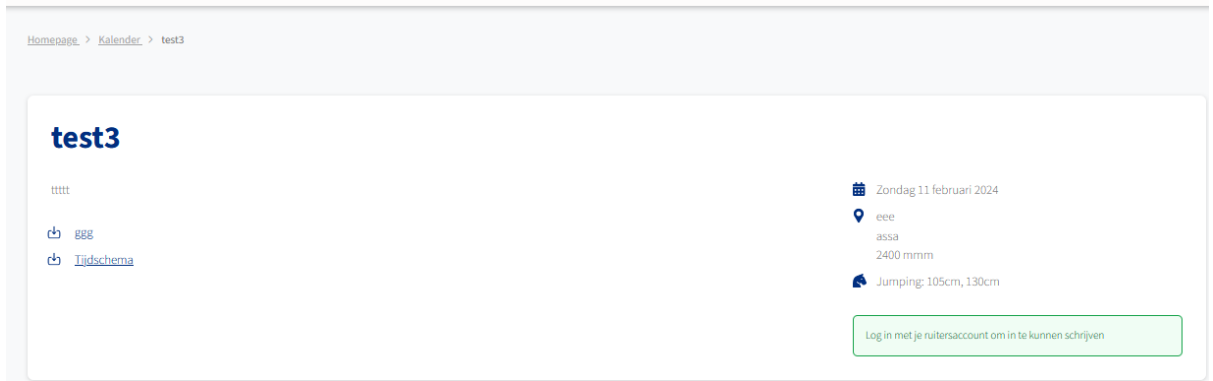 Homepage > Kalender > test3
test3
ttttt
ggg
Tijdschema
Zondag 11 februari 2024
eee
assa
2400 mmm
Jumping: 105cm, 130cm
Log in met je ruitersaccount om in te kunnen schrijven